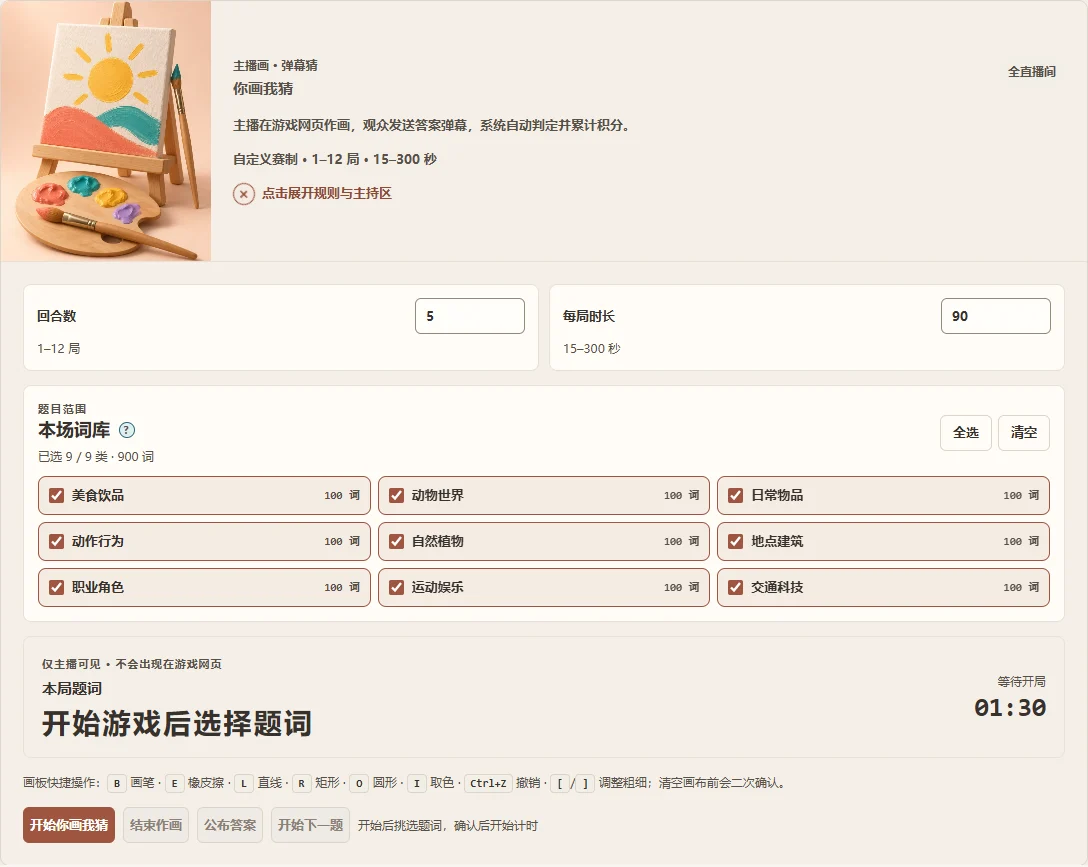 主播画・弹幕猜
全直播间
你画我猜
主播在游戏网页作画，观众发送答案弹幕，系统自动判定并累计积分。
自定义赛制・1–12 局・15–300 秒
点击展开规则与主持区
回合数
5
1–12 局
每局时长
90
15–300 秒
题目范围
本场词库 ?
已选 9 / 9 类 · 900 词
全选
清空
美食饮品 100 词
动物世界 100 词
日常物品 100 词
动作行为 100 词
自然植物 100 词
地点建筑 100 词
职业角色 100 词
运动娱乐 100 词
交通科技 100 词
仅主播可见・不会出现在游戏网页
本局题词
开始游戏后选择题词
等待开局
01:30
画板快捷操作： B 画笔 · E 橡皮擦 · L 直线 · R 矩形 · O 圆形 · I 取色 · Ctrl+Z 撤销 · [ / ] 调整粗细；清空画布前会二次确认。
开始你画我猜 结束作画 公布答案 开始下一题 开始后挑选题词，确认后开始计时